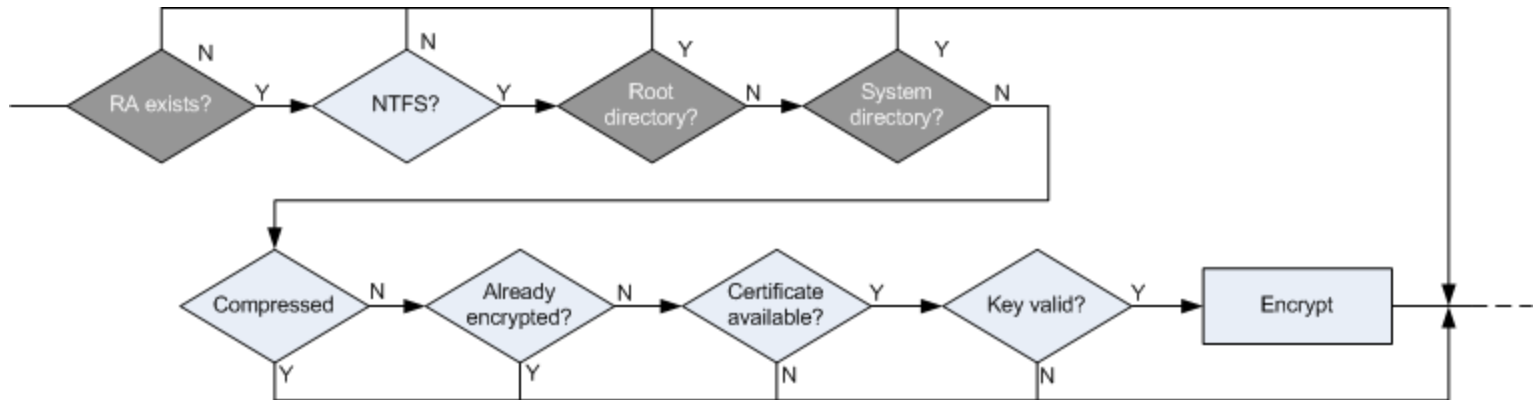 N
N
Y
Y
RA exists?
Y
NTFS?
Y
Root
directory?
N
System
directory?
N
Compressed
N
Already
encrypted?
N
Certificate
available?
Y
Key valid?
Y
Encrypt
Y
Y
N
N